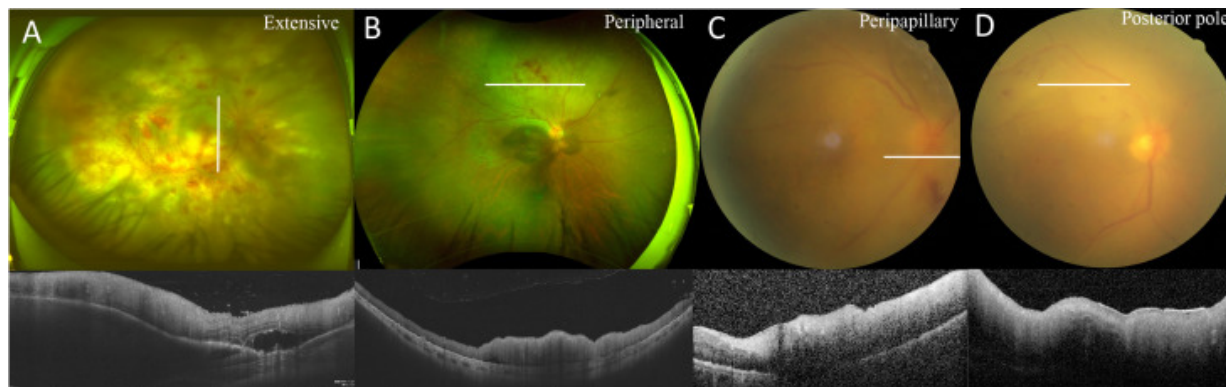 A
Extensive
B
Peripheral
C
Peripapillary
D
Posterior pole